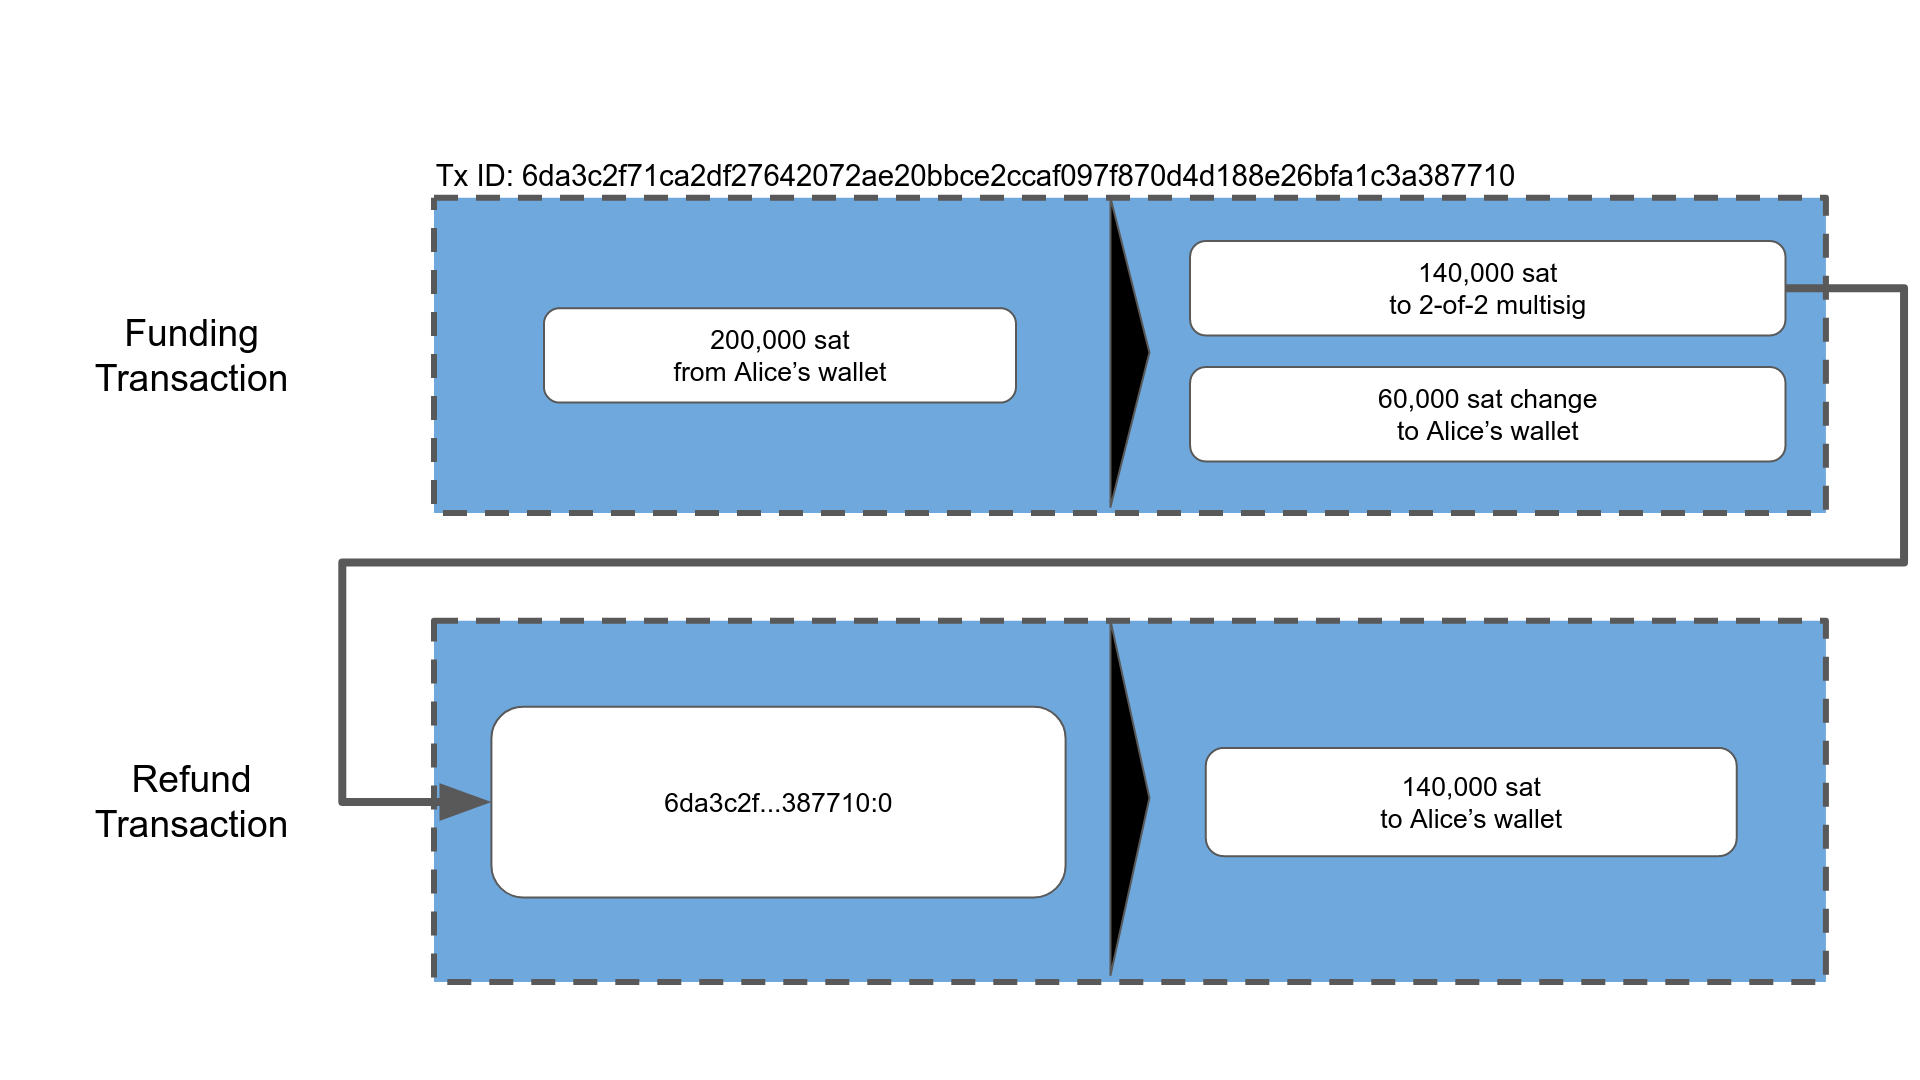 Tx ID: 6da3c2f71ca2df27642072ae20bbce2ccaf097f870d4d188e26bfa1c3a387710
Funding
Transaction
200,000 sat
from Alice’s wallet
140,000 sat
to 2-of-2 multisig
60,000 sat change
to Alice’s wallet
Refund
Transaction
6da3c2f...387710:0
140,000 sat
to Alice’s wallet